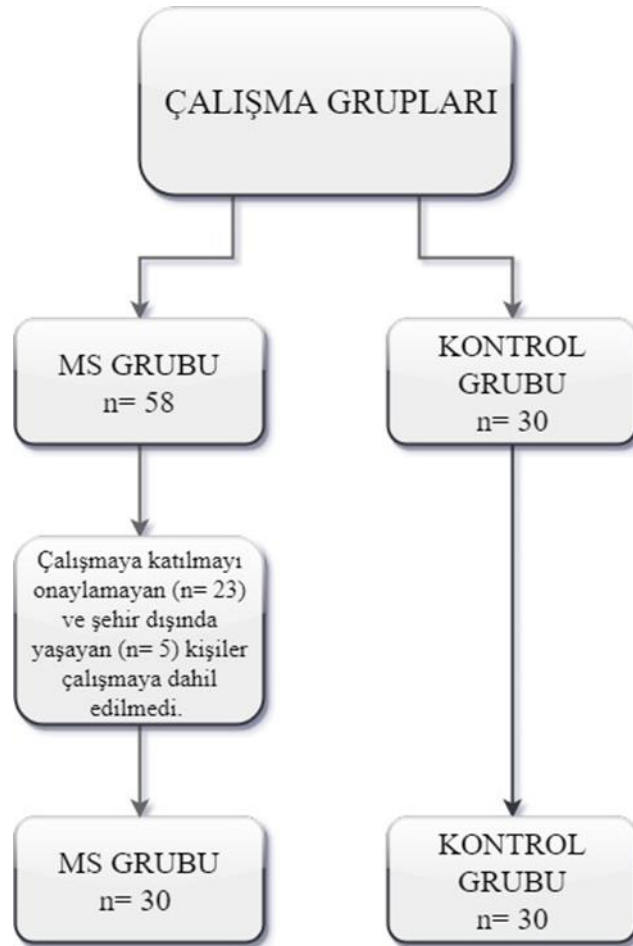 ÇALIŞMA GRUPLARI
MS GRUBU
n= 58
KONTROL
GRUBU
n= 30
Çalışmaya katılmayı
onaylamayan (n= 23)
ve şehir dışında
yaşayan (n= 5) kişiler
çalışmaya dahil
edilmedi.
MS GRUBU
n= 30
KONTROL
GRUBU
n= 30